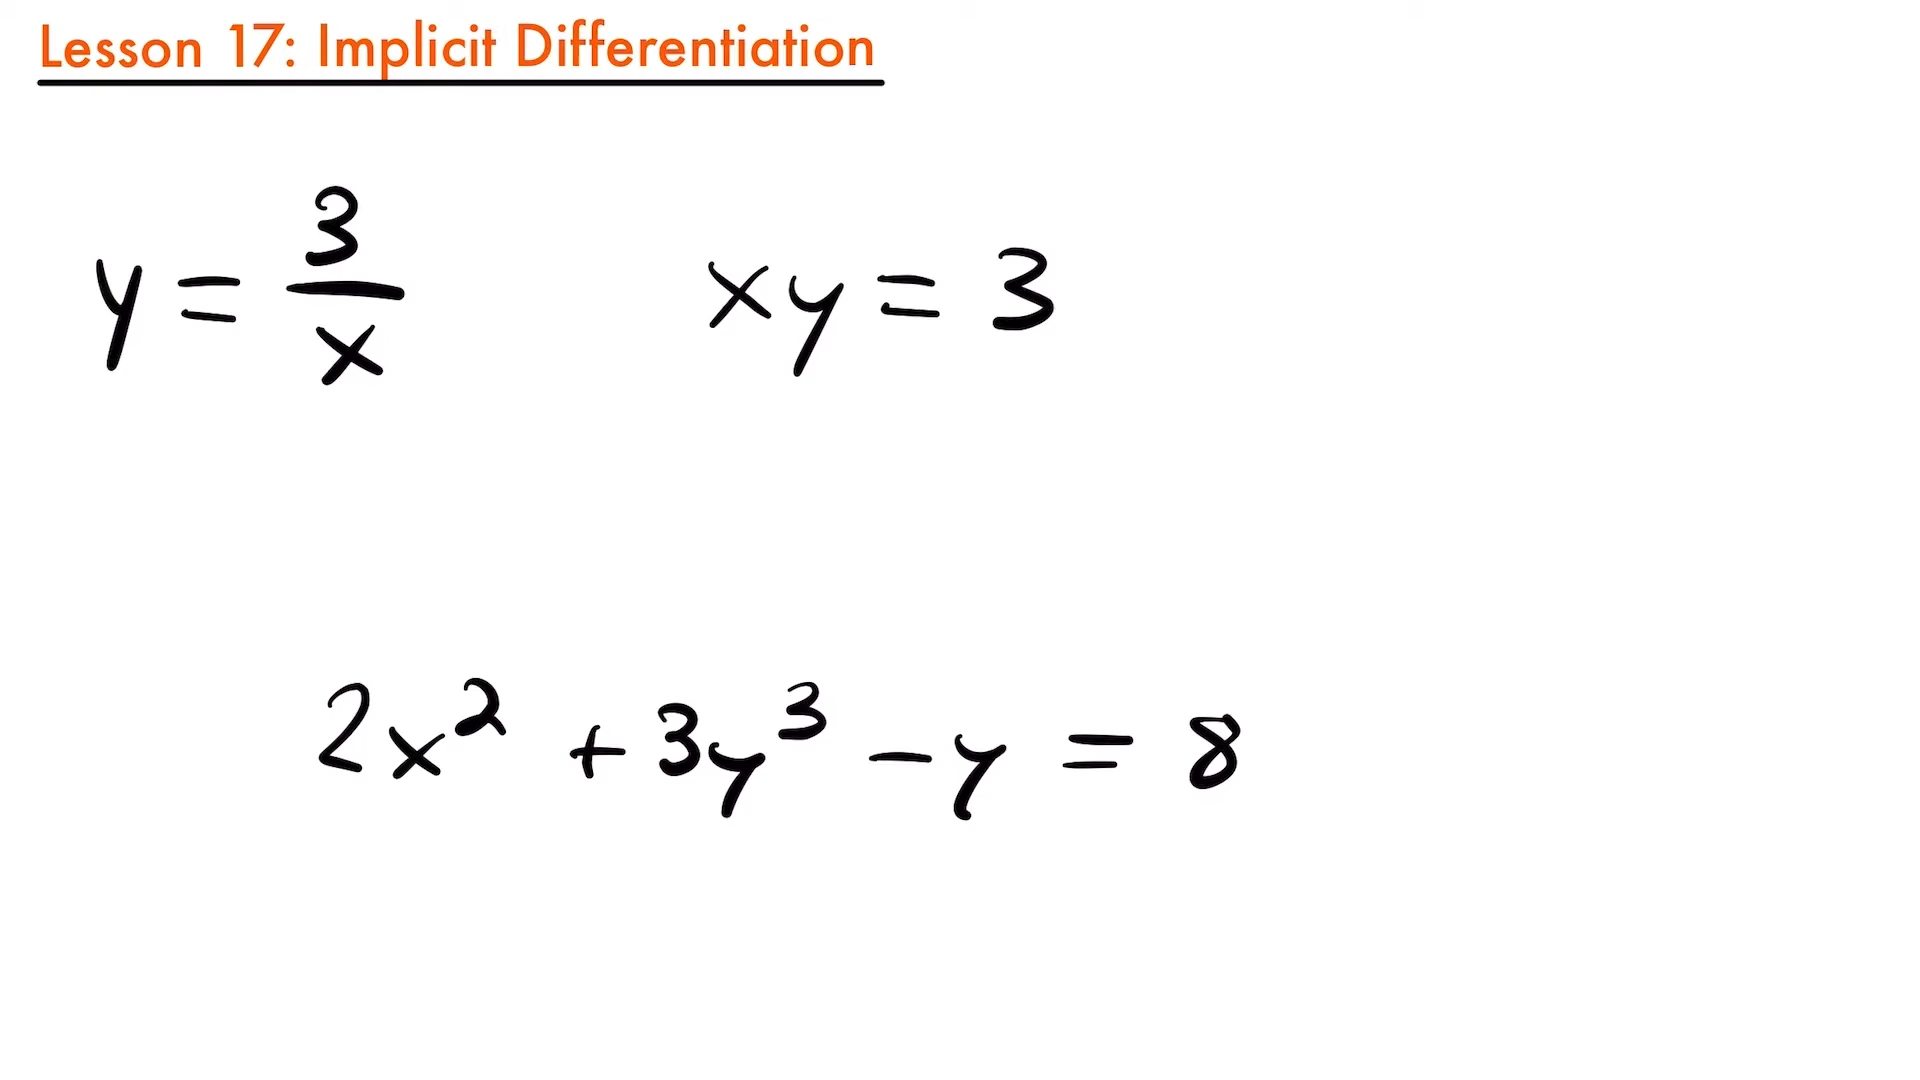 Lesson 17: Implicit Differentiation
y = 3/x    xy = 3
2x² + 3y³ - y = 8